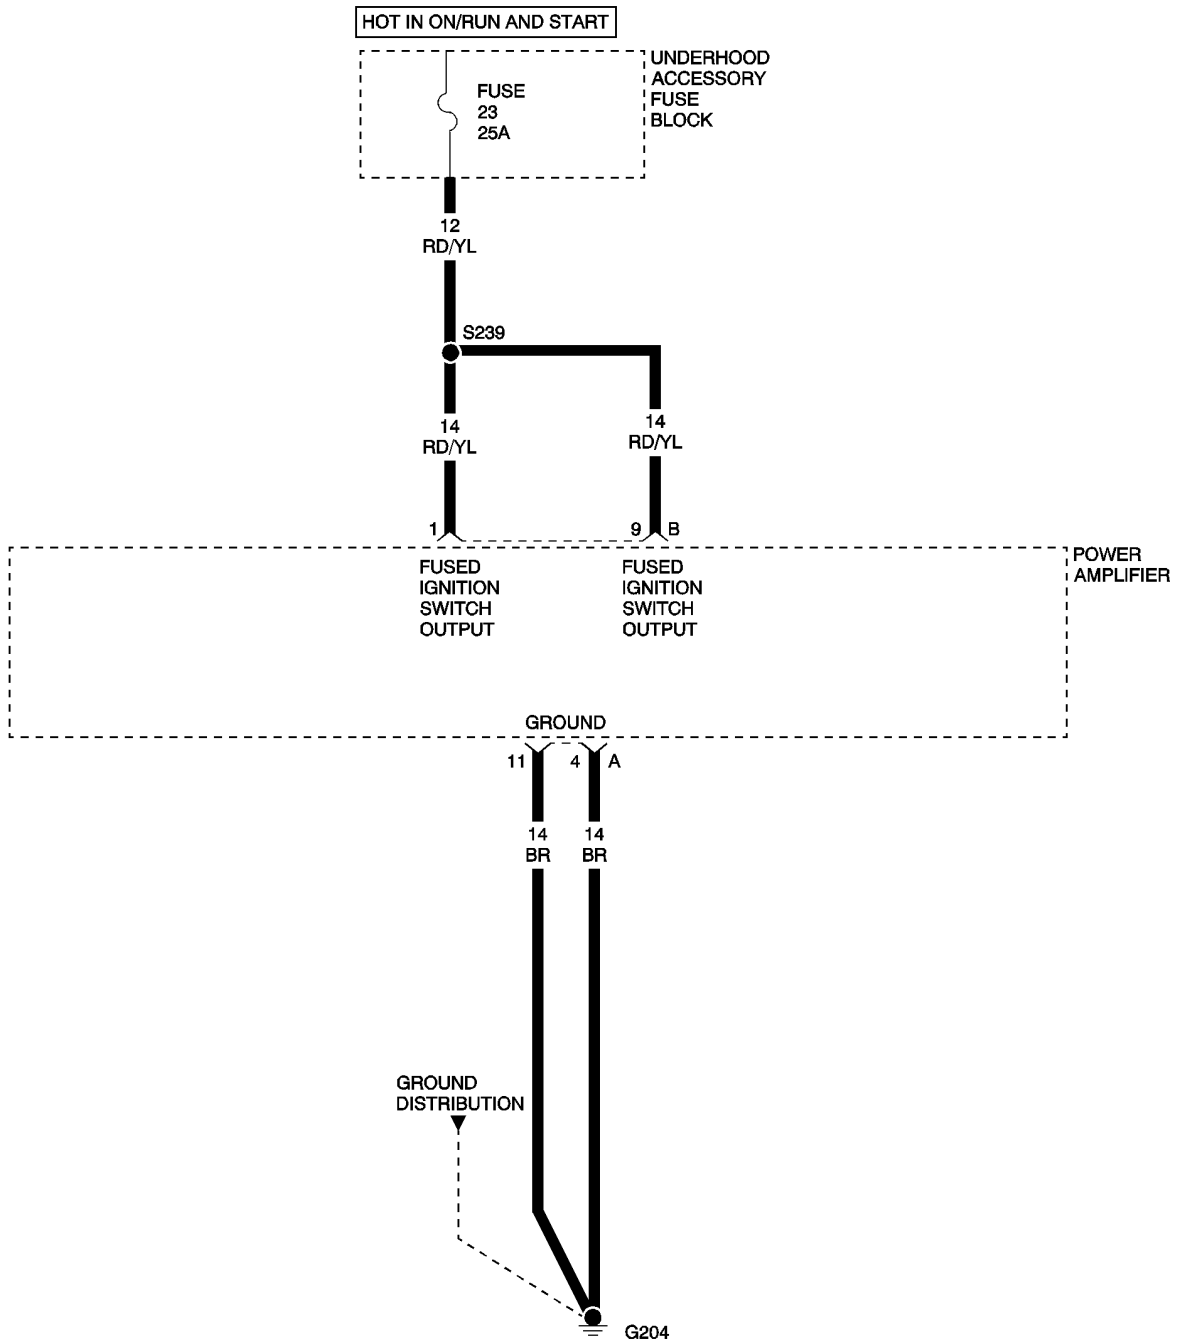 HOT IN ON/RUN AND START
UNDERHOOD
ACCESSORY
FUSE
BLOCK
FUSE
23
25A
12
RD/YL
S239
14
RD/YL
14
RD/YL
1
9
B
POWER
AMPLIFIER
FUSED
IGNITION
SWITCH
OUTPUT
FUSED
IGNITION
SWITCH
OUTPUT
GROUND
11
4
A
14
BR
14
BR
GROUND
DISTRIBUTION
G204